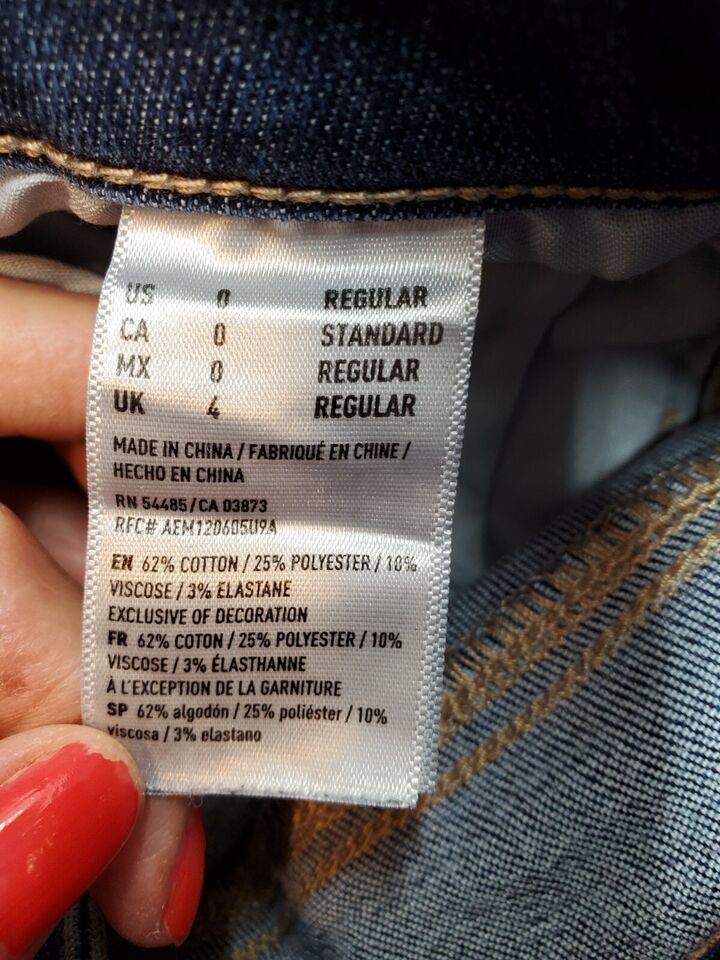 US 0 REGULAR
CA 0 STANDARD
MX 0 REGULAR
UK 4 REGULAR
MADE IN CHINA / FABRIQUÉ EN CHINE /
HECHO EN CHINA
RN 54485/CA 03873
RFC# AEM120605U9A
EN 62% COTTON / 25% POLYESTER / 10%
VISCOSE / 3% ELASTANE
EXCLUSIVE OF DECORATION
FR 62% COTON / 25% POLYESTER / 10%
VISCOSE / 3% ÉLASTHANNE
À L'EXCEPTION DE LA GARNITURE
SP 62% algodón / 25% poliéster / 10%
viscosa / 3% elastano